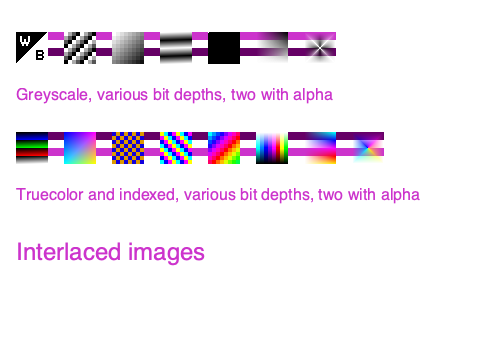 W
B
Greyscale, various bit depths, two with alpha
Truecolor and indexed, various bit depths, two with alpha
Interlaced images